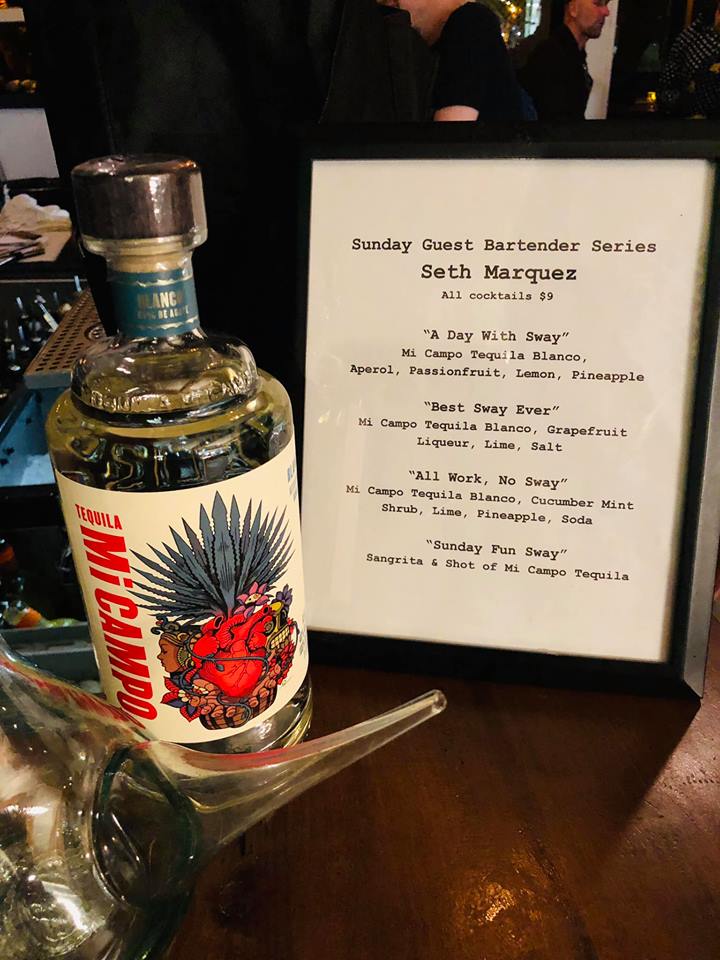 BLANCO
TEQUILA
Mi CAMPO
Sunday Guest Bartender Series
Seth Marquez
All cocktails $9
“A Day With Sway”
Mi Campo Tequila Blanco,
Aperol, Passionfruit, Lemon, Pineapple
“Best Sway Ever”
Mi Campo Tequila Blanco, Grapefruit
Liqueur, Lime, Salt
“All Work, No Sway”
Mi Campo Tequila Blanco, Cucumber Mint
Shrub, Lime, Pineapple, Soda
“Sunday Fun Sway”
Sangrita & Shot of Mi Campo Tequila